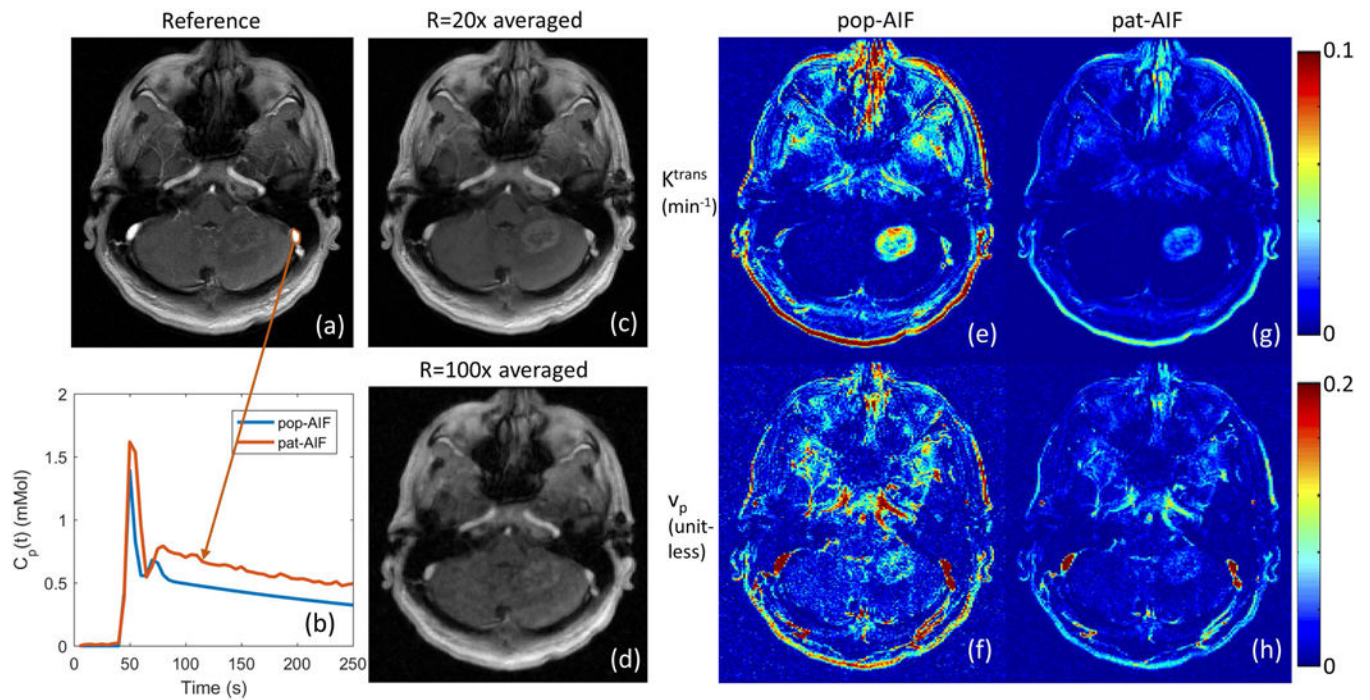 Reference
R=20x averaged
pop-AIF
pat-AIF
(a)
(c)
K^trans
(min⁻¹)
(e)
(g)
0.1
0
R=100x averaged
2
1.5
1
0.5
0
C_p(t) (mMol)
pop-AIF
pat-AIF
(b)
0
50
100
150
200
250
Time (s)
(d)
v_p
(unit-
less)
(f)
(h)
0.2
0